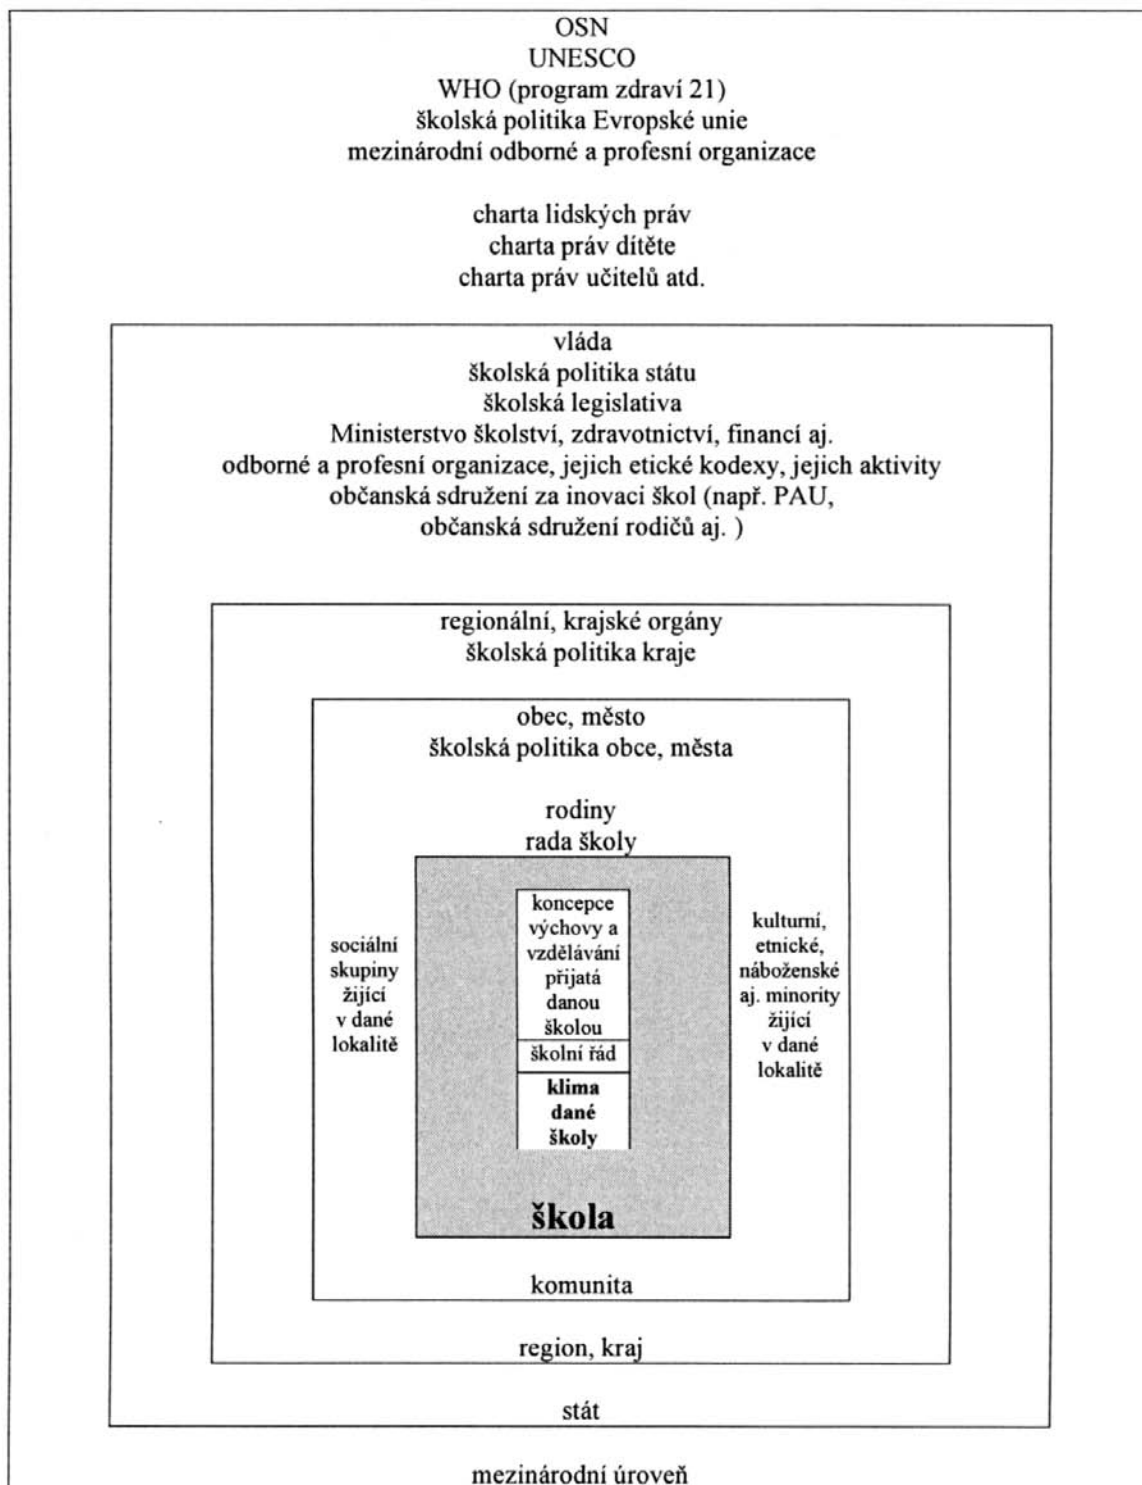 OSN
UNESCO
WHO (program zdraví 21)
školská politika Evropské unie
mezinárodní odborné a profesní organizace
charta lidských práv
charta práv dítěte
charta práv učitelů atd.
vláda
školská politika státu
školská legislativa
Ministerstvo školství, zdravotnictví, financí aj.
odborné a profesní organizace, jejich etické kodexy, jejich aktivity
občanská sdružení za inovaci škol (např. PAU,
občanská sdružení rodičů aj. )
regionální, krajské orgány
školská politika kraje
obec, město
školská politika obce, města
rodiny
rada školy
sociální
skupiny
žijící
v dané
lokalitě
koncepce
výchovy a
vzdělávání
přijatá
danou
školou
školní řád
klima
dané
školy
škola
kulturní,
etnické,
náboženské
aj. minority
žijící
v dané
lokalitě
komunita
region, kraj
stát
mezinárodní úroveň